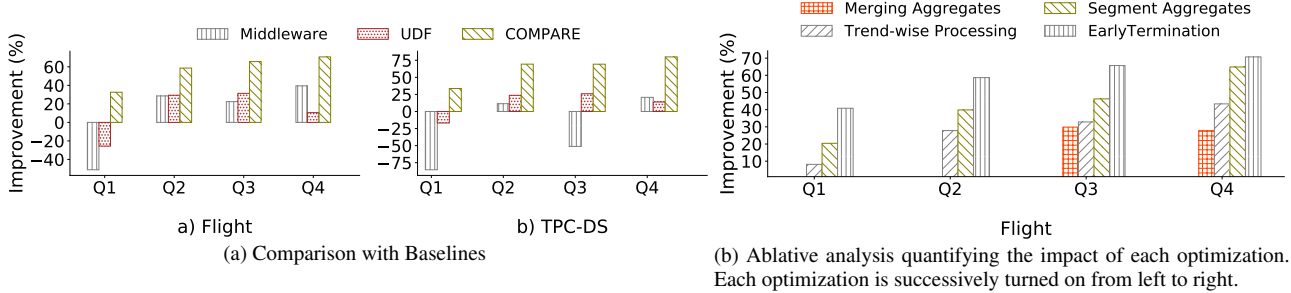 Middleware UDF COMPARE
Improvement (%)
60
40
20
0
−20
−40
Q1 Q2 Q3 Q4
a) Flight
75
50
25
0
−25
−50
−75
Q1 Q2 Q3 Q4
b) TPC-DS
(a) Comparison with Baselines
Merging Aggregates Segment Aggregates
Trend-wise Processing EarlyTermination
Improvement (%)
70
60
50
40
30
20
10
Q1 Q2 Q3 Q4
Flight
(b) Ablative analysis quantifying the impact of each optimization.
Each optimization is successively turned on from left to right.